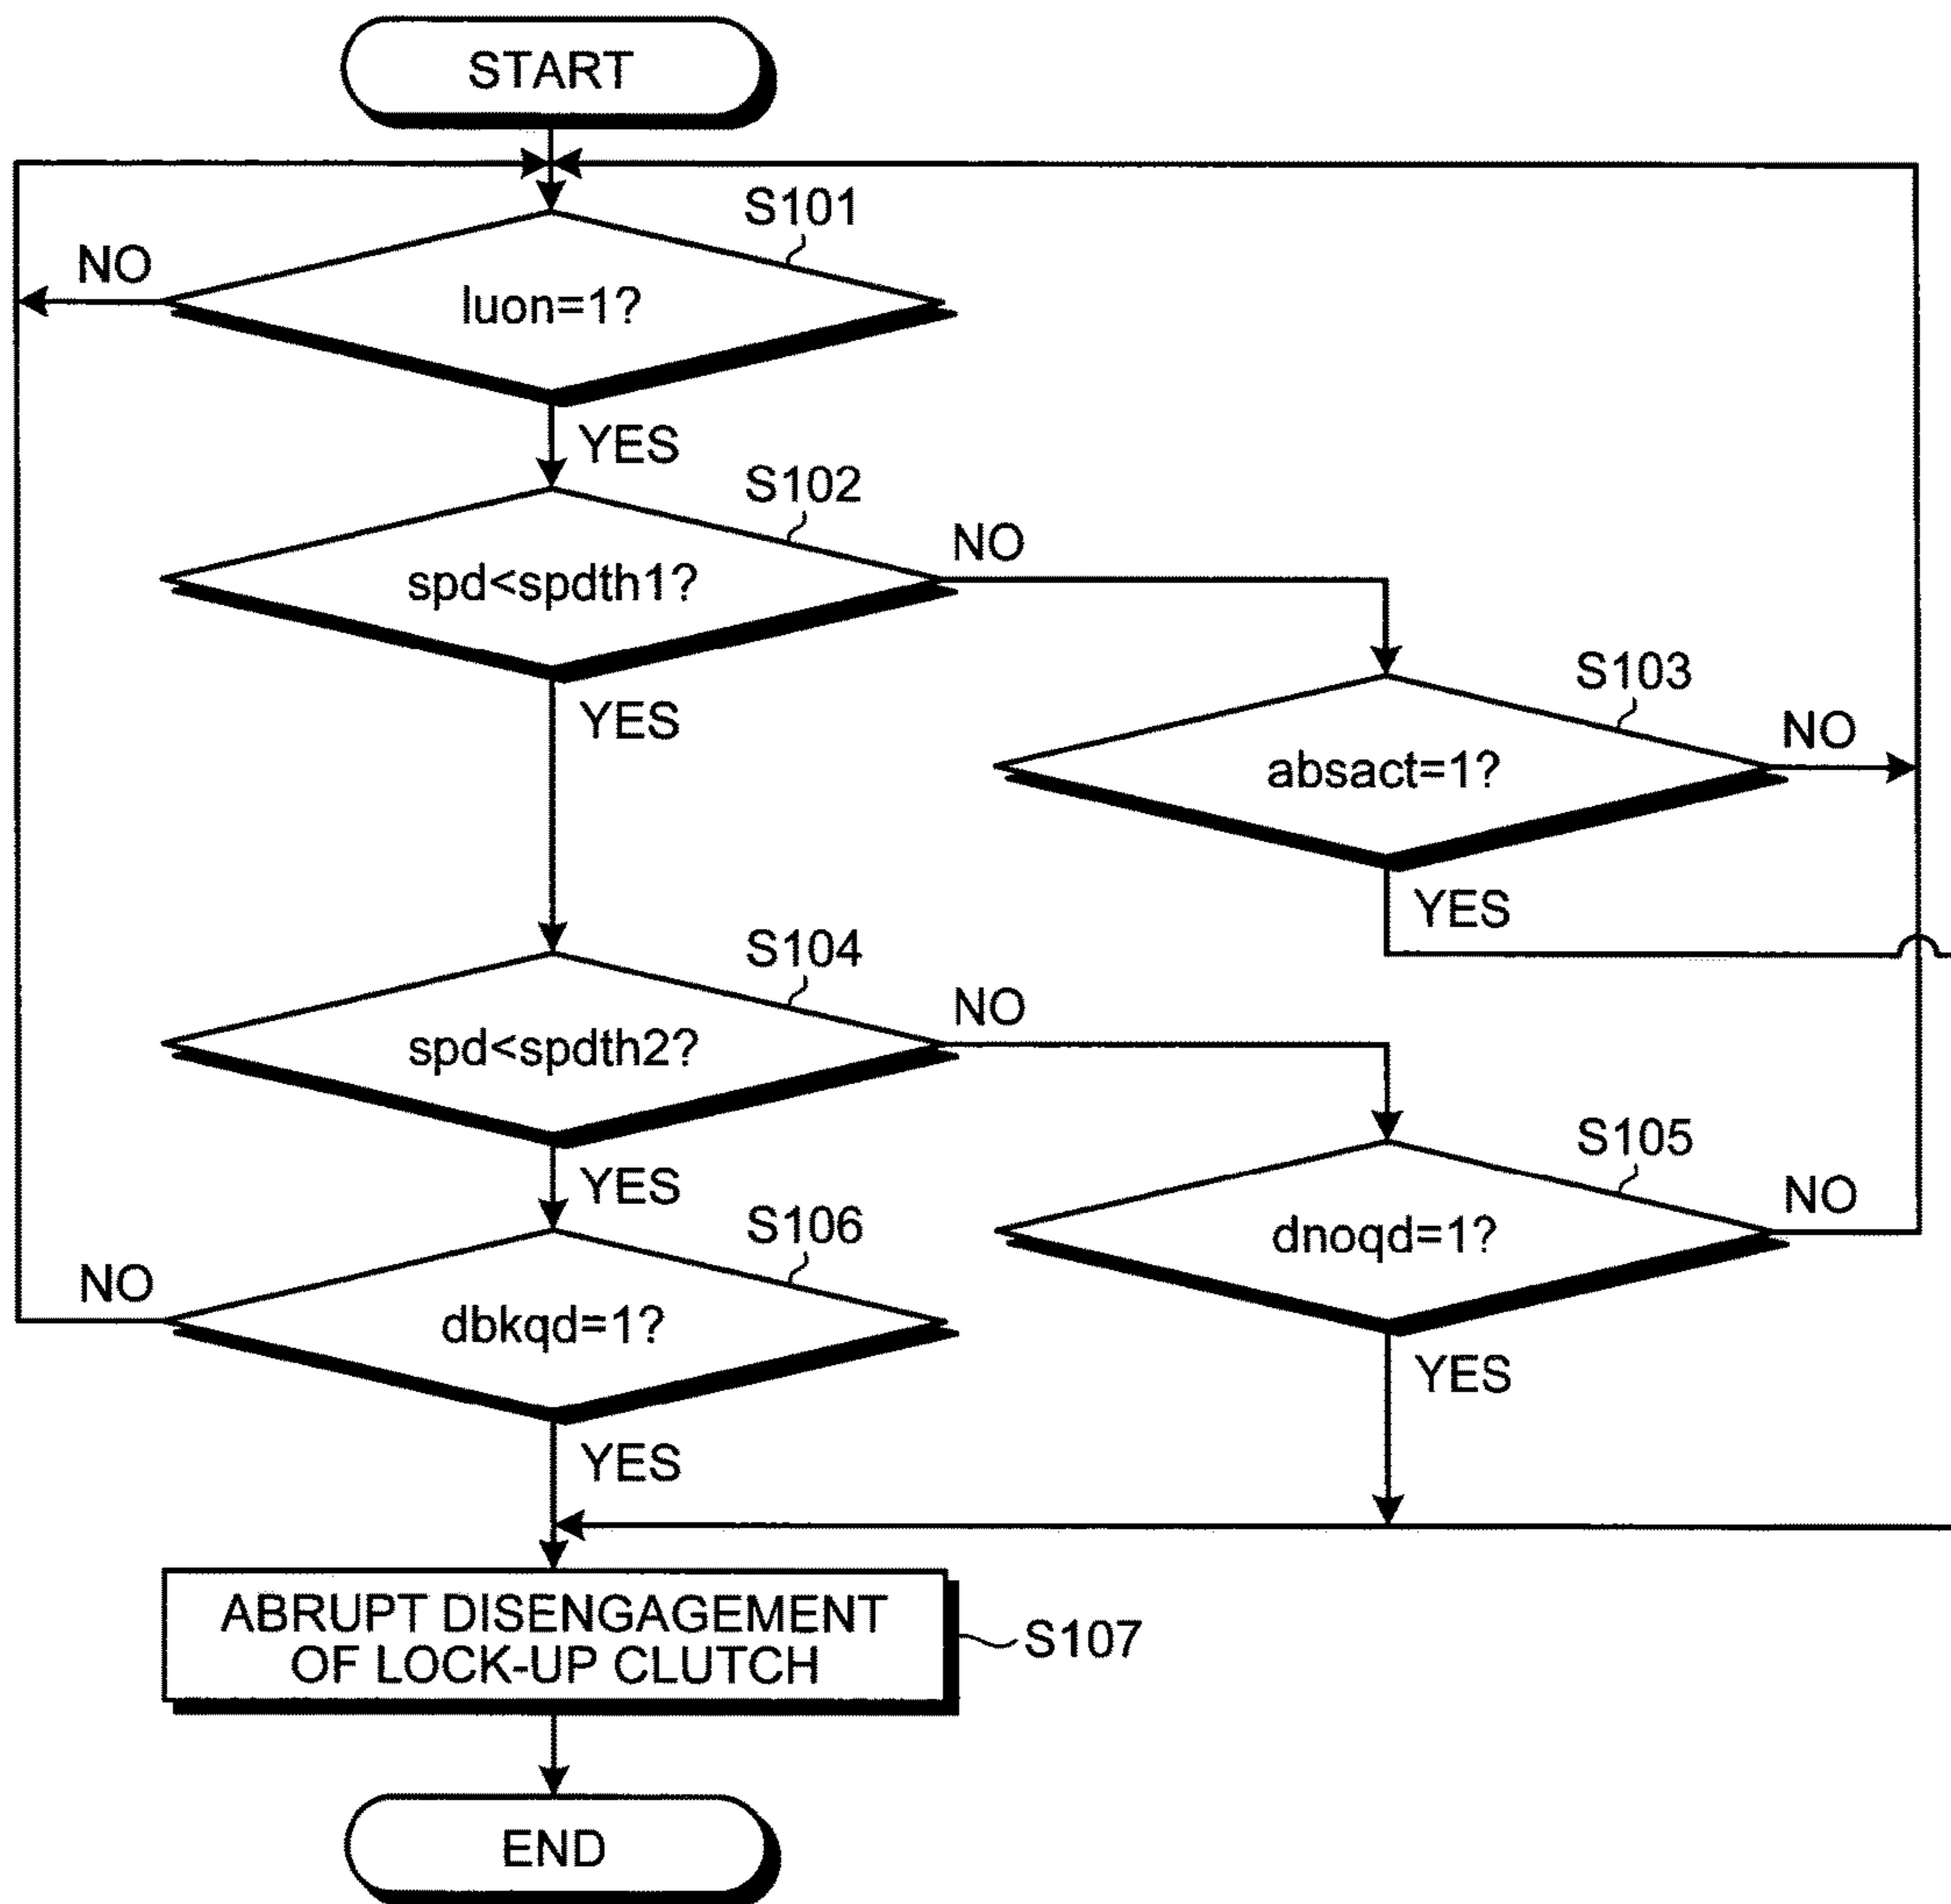 START
S101
NO
luon=1?
YES
S102
NO
spd<spdth1?
YES
S103
NO
absact=1?
YES
S104
NO
spd<spdth2?
YES
S105
NO
dnoqd=1?
YES
S106
NO
dbkqd=1?
YES
ABRUPT DISENGAGEMENT
OF LOCK-UP CLUTCH
S107
END